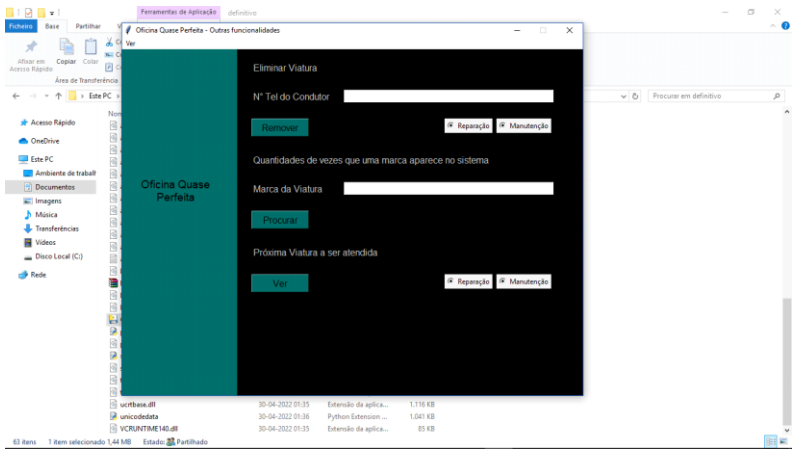 Ferramentas de Aplicação definitivo
Ficheiro Base Partilhar
Oficina Quase Perfeita - Outras funcionalidades
Ver
Afixar em
Acesso Rápido
Copiar
Colar
Área de Transferência
Este PC
Procurar em definitivo
Acesso Rápido
OneDrive
Este PC
Ambiente de trabalh
Documentos
Imagens
Música
Transferências
Vídeos
Disco Local (C:)
Rede
Oficina Quase
Perfeita
Eliminar Viatura
N° Tel do Condutor
Remover Reparação Manutenção
Quantidades de vezes que uma marca aparece no sistema
Marca da Viatura
Procurar
Próxima Viatura a ser atendida
Ver Reparação Manutenção
ucrtbase.dll 30-04-2022 01:35 Extensão da aplica... 1.116 KB
unicodedata 30-04-2022 01:36 Python Extension ... 1.041 KB
VCRUNTIME140.dll 30-04-2022 01:35 Extensão da aplica... 85 KB
63 itens 1 item selecionado 1,44 MB Estado: Partilhado